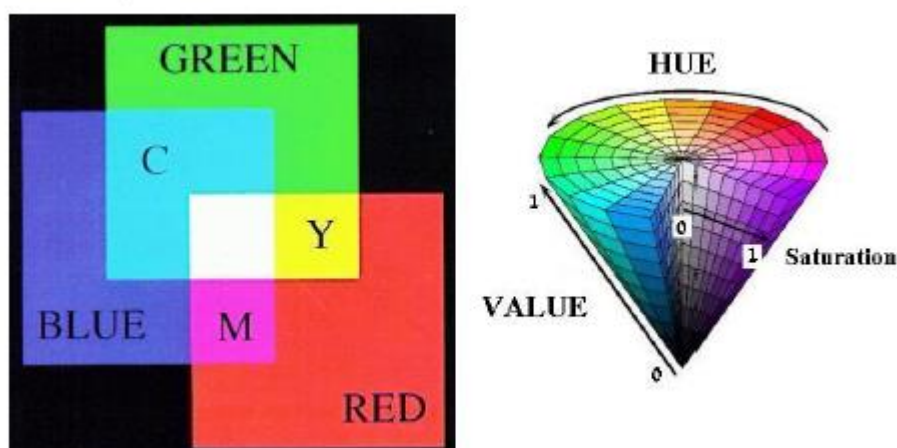 GREEN
C
Y
BLUE
M
RED
HUE
1
0
1
Saturation
VALUE
0